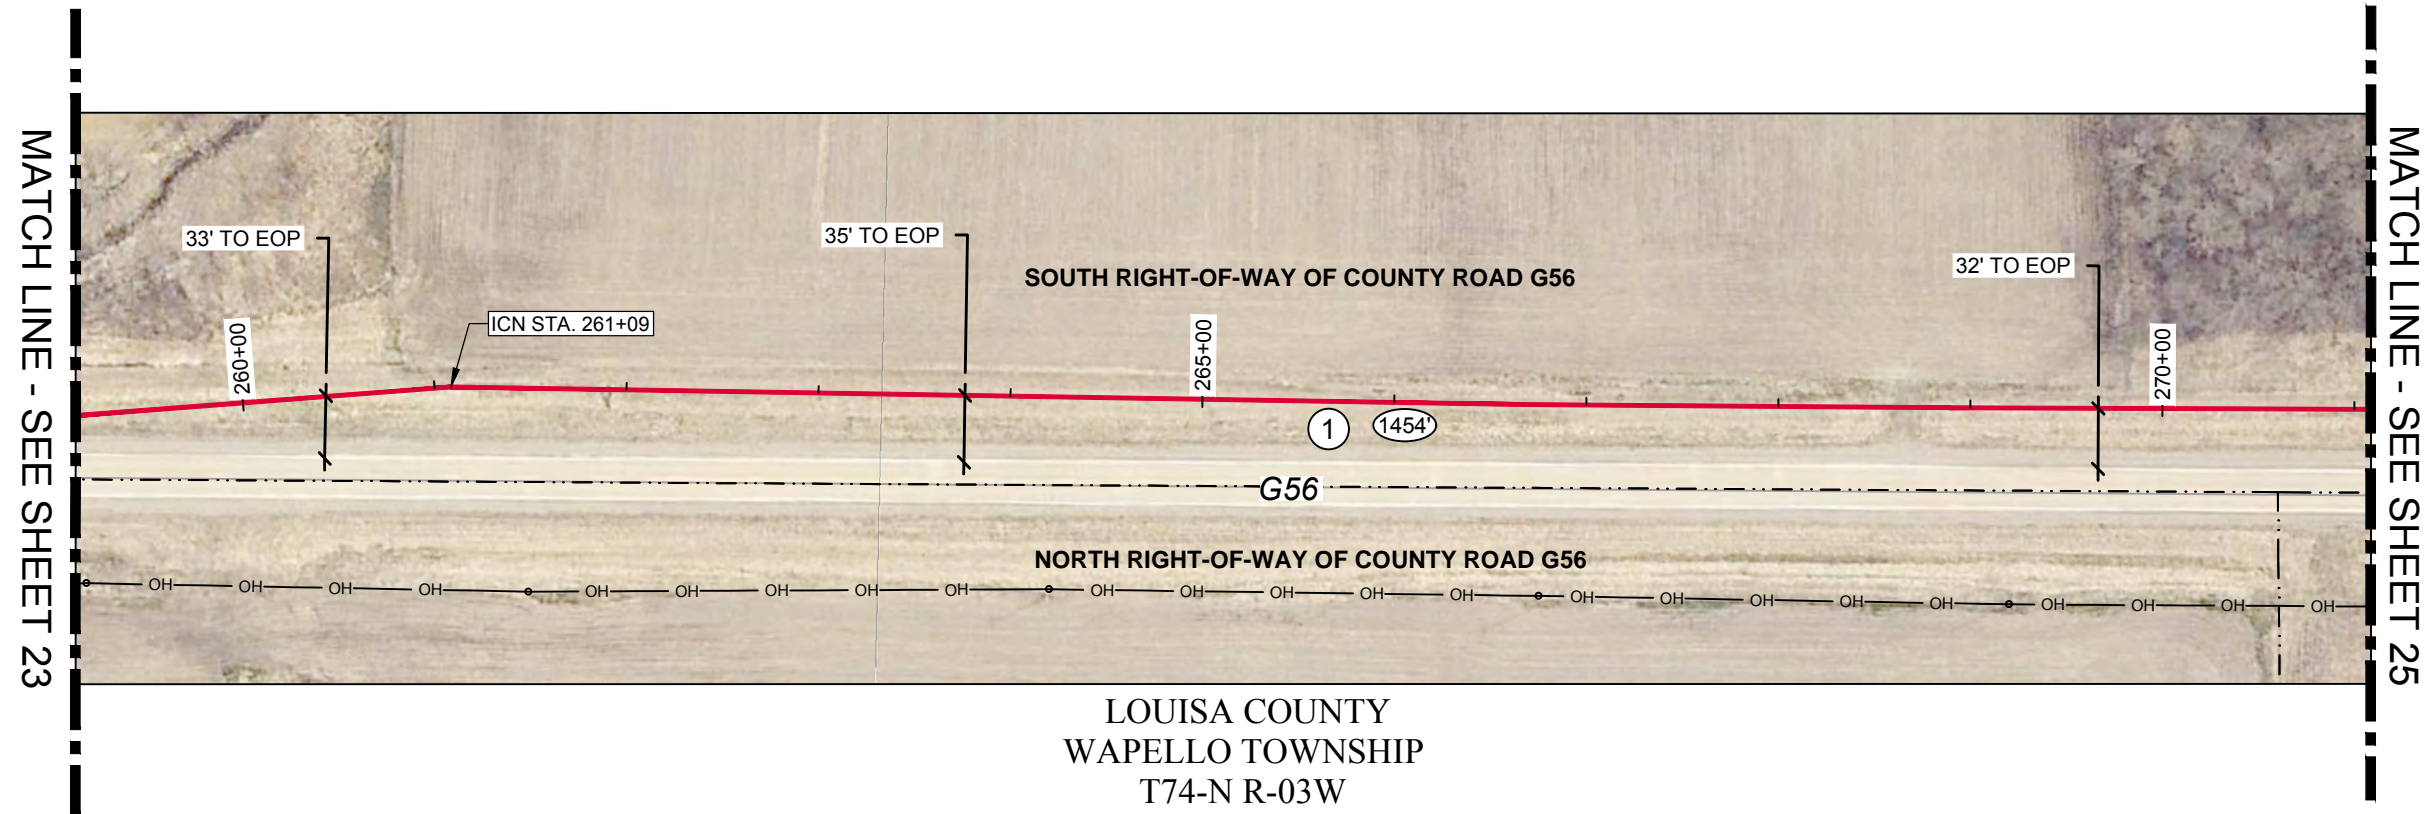 MATCH LINE - SEE SHEET 23
33' TO EOP
35' TO EOP
SOUTH RIGHT-OF-WAY OF COUNTY ROAD G56
32' TO EOP
ICN STA. 261+09
260+00
265+00
270+00
1
1454'
G56
NORTH RIGHT-OF-WAY OF COUNTY ROAD G56
OH OH OH OH OH OH OH OH OH OH OH OH OH OH OH OH OH OH OH OH OH OH OH
MATCH LINE - SEE SHEET 25
LOUISA COUNTY
WAPELLO TOWNSHIP
T74-N R-03W